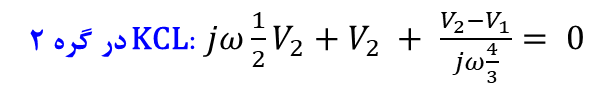 KCL در گره ۲: jω 1/2 V₂ + V₂ + (V₂−V₁)/(jω 4/3) = 0